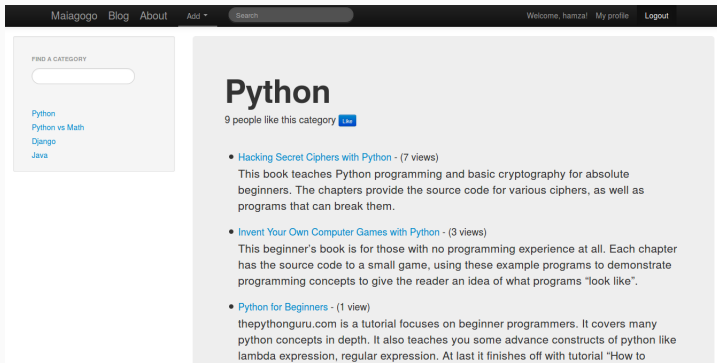 Maiagogo Blog About Add Search Welcome, hamza! My profile Logout
FIND A CATEGORY
Python
Python vs Math
Django
Java
Python
9 people like this category Like
Hacking Secret Ciphers with Python - (7 views)
This book teaches Python programming and basic cryptography for absolute
beginners. The chapters provide the source code for various ciphers, as well as
programs that can break them.
Invent Your Own Computer Games with Python - (3 views)
This beginner’s book is for those with no programming experience at all. Each chapter
has the source code to a small game, using these example programs to demonstrate
programming concepts to give the reader an idea of what programs “look like”.
Python for Beginners - (1 view)
thepythonguru.com is a tutorial focuses on beginner programmers. It covers many
python concepts in depth. It also teaches you some advance constructs of python like
lambda expression, regular expression. At last it finishes off with tutorial “How to